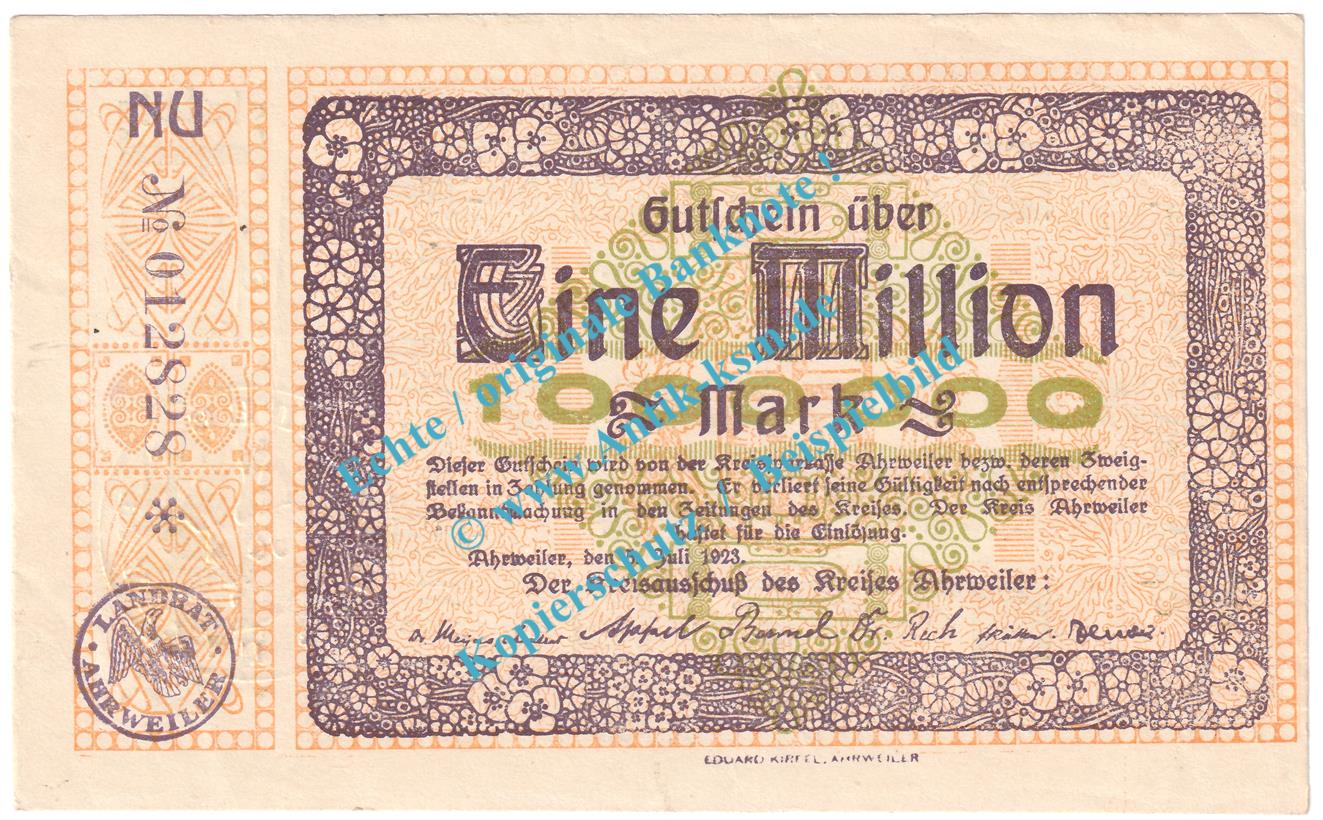 NU
№ 012828 *
LANDRAT
AHRWEILER
Gutschein über
Eine Million
1000000
Mark
Dieser Gutschein wird von der Kreissparkasse Ahrweiler bezw. deren Zweig-
stellen in Zahlung genommen. Er verliert seine Gültigkeit nach entsprechender
Bekanntmachung in den Zeitungen des Kreises. Der Kreis Ahrweiler
haftet für die Einlösung.
Ahrweiler, den Juli 1923.
Der Kreisausschuß des Kreises Ahrweiler:
Dr. Rech
EDUARD KIRFEL, AHRWEILER
Echte / originale Banknote !
© www.Antik-ksm.de
Kopierschutz / Beispielbild